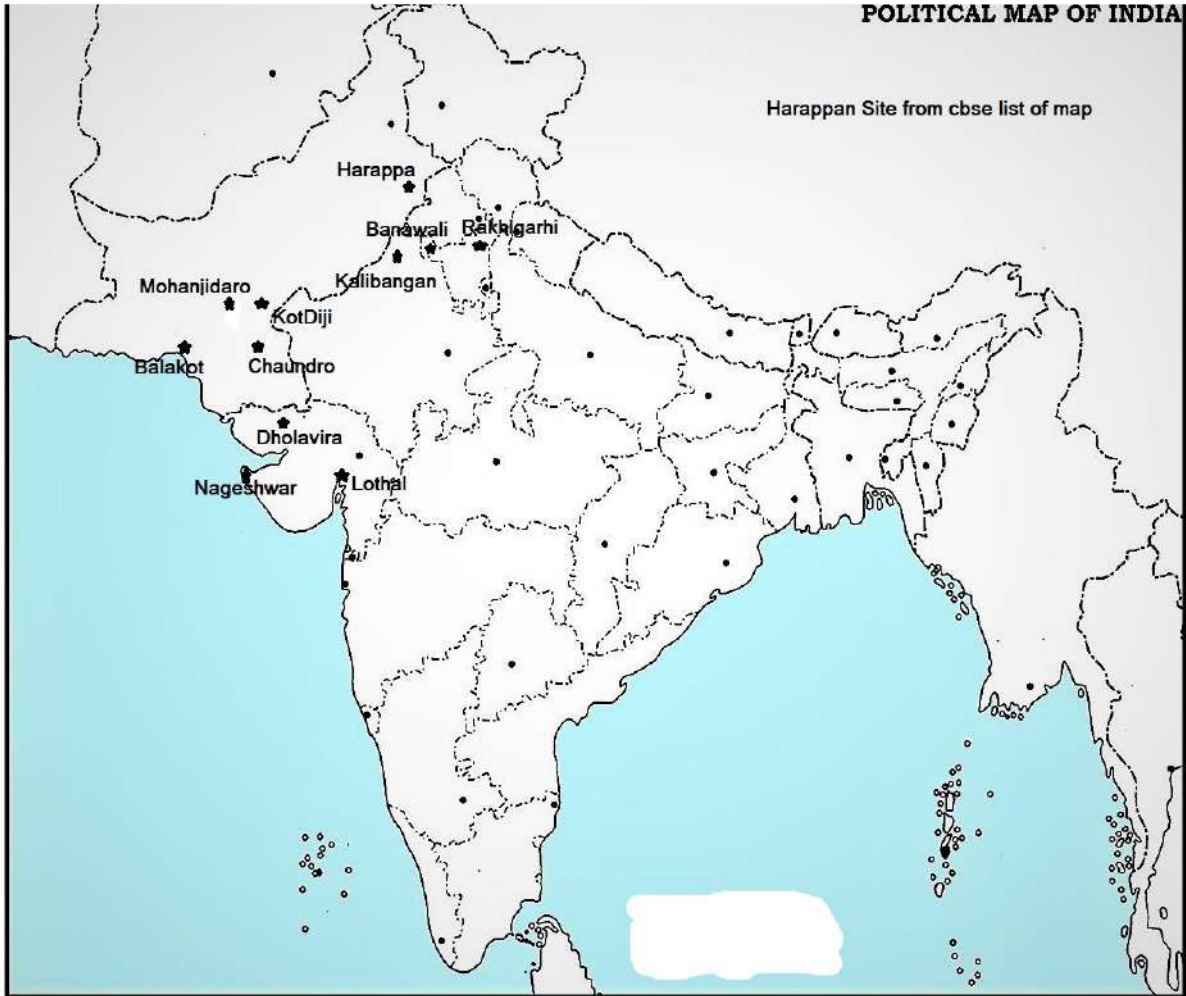 POLITICAL MAP OF INDIA
Harappan Site from cbse list of map
Harappa
Banawali
Rakhigarhi
Kalibangan
Mohanjidaro
KotDiji
Balakot
Chaundro
Dholavira
Nageshwar
Lothal